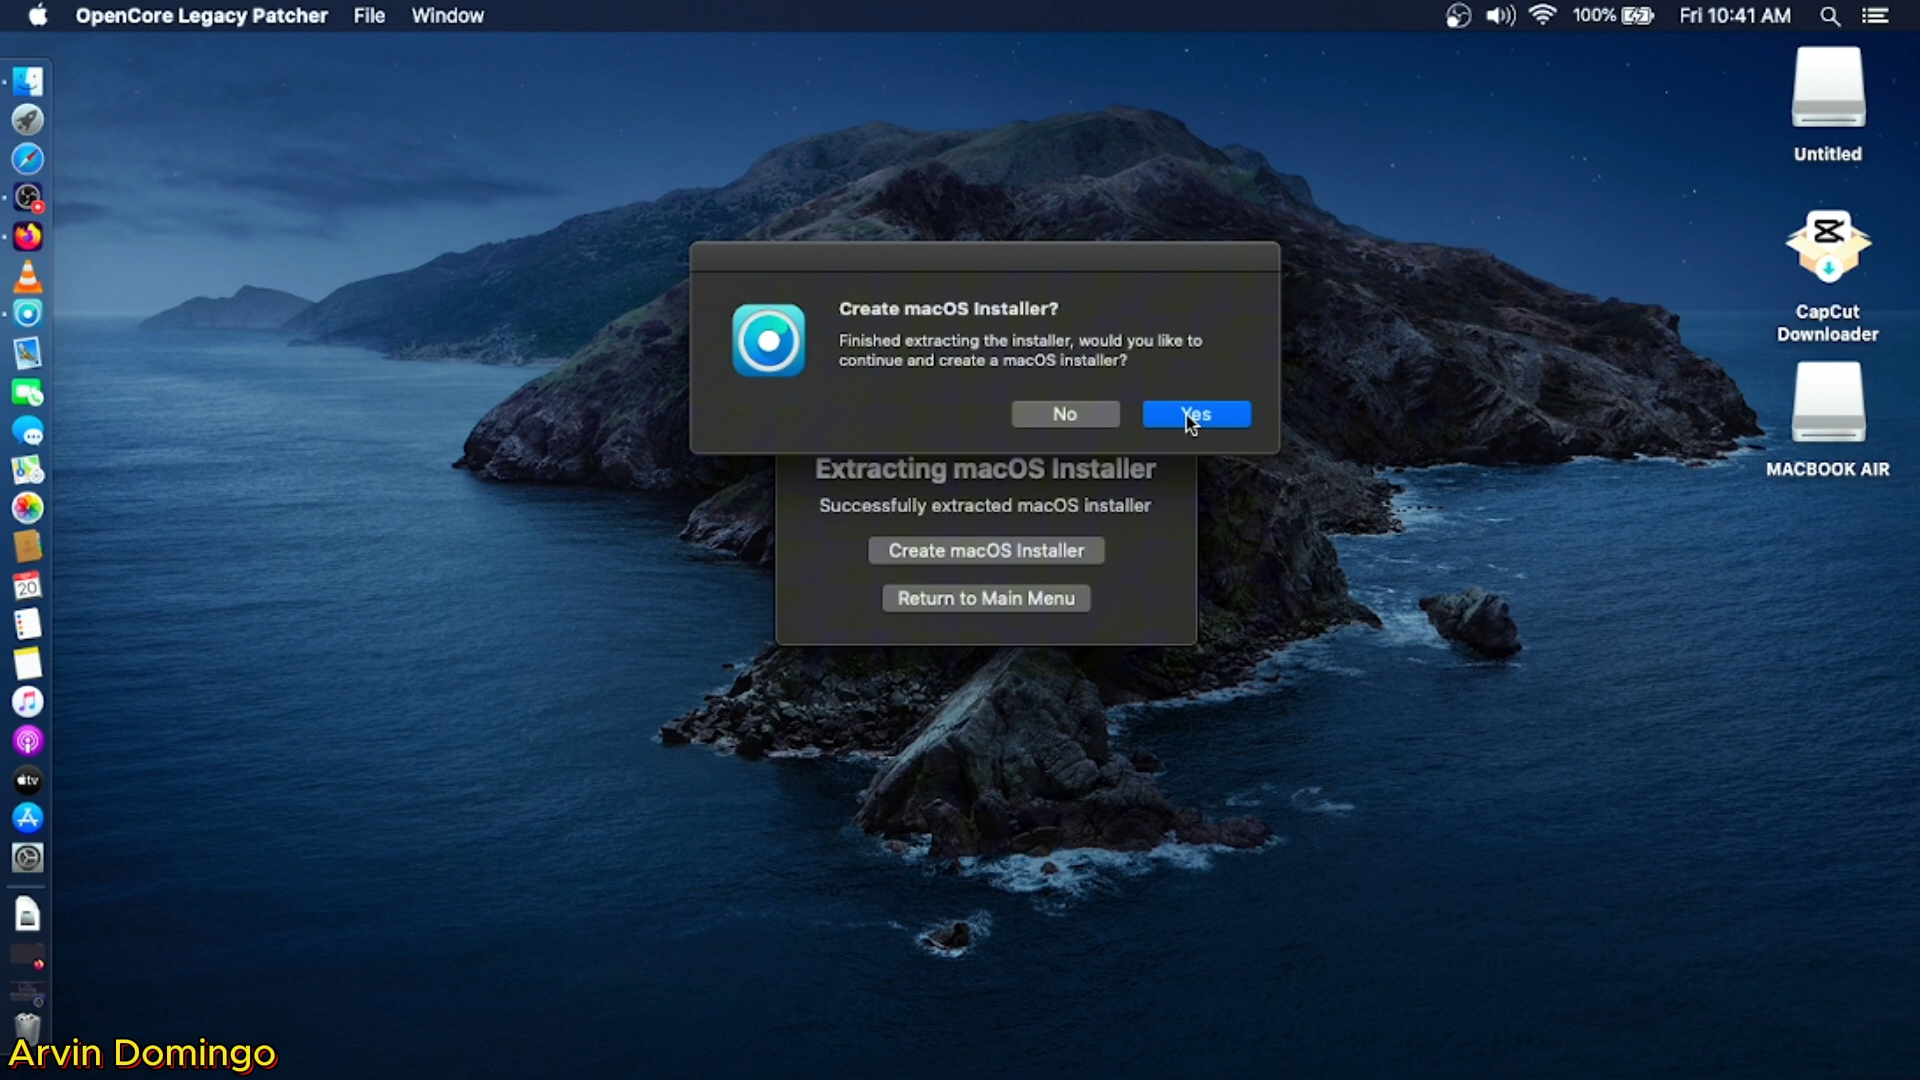 OpenCore Legacy Patcher File Window
100% Fri 10:41 AM
Untitled
CapCut
Downloader
MACBOOK AIR
Create macOS Installer?
Finished extracting the installer, would you like to
continue and create a macOS installer?
No Yes
Extracting macOS Installer
Successfully extracted macOS installer
Create macOS Installer
Return to Main Menu
20
tv
Arvin Domingo